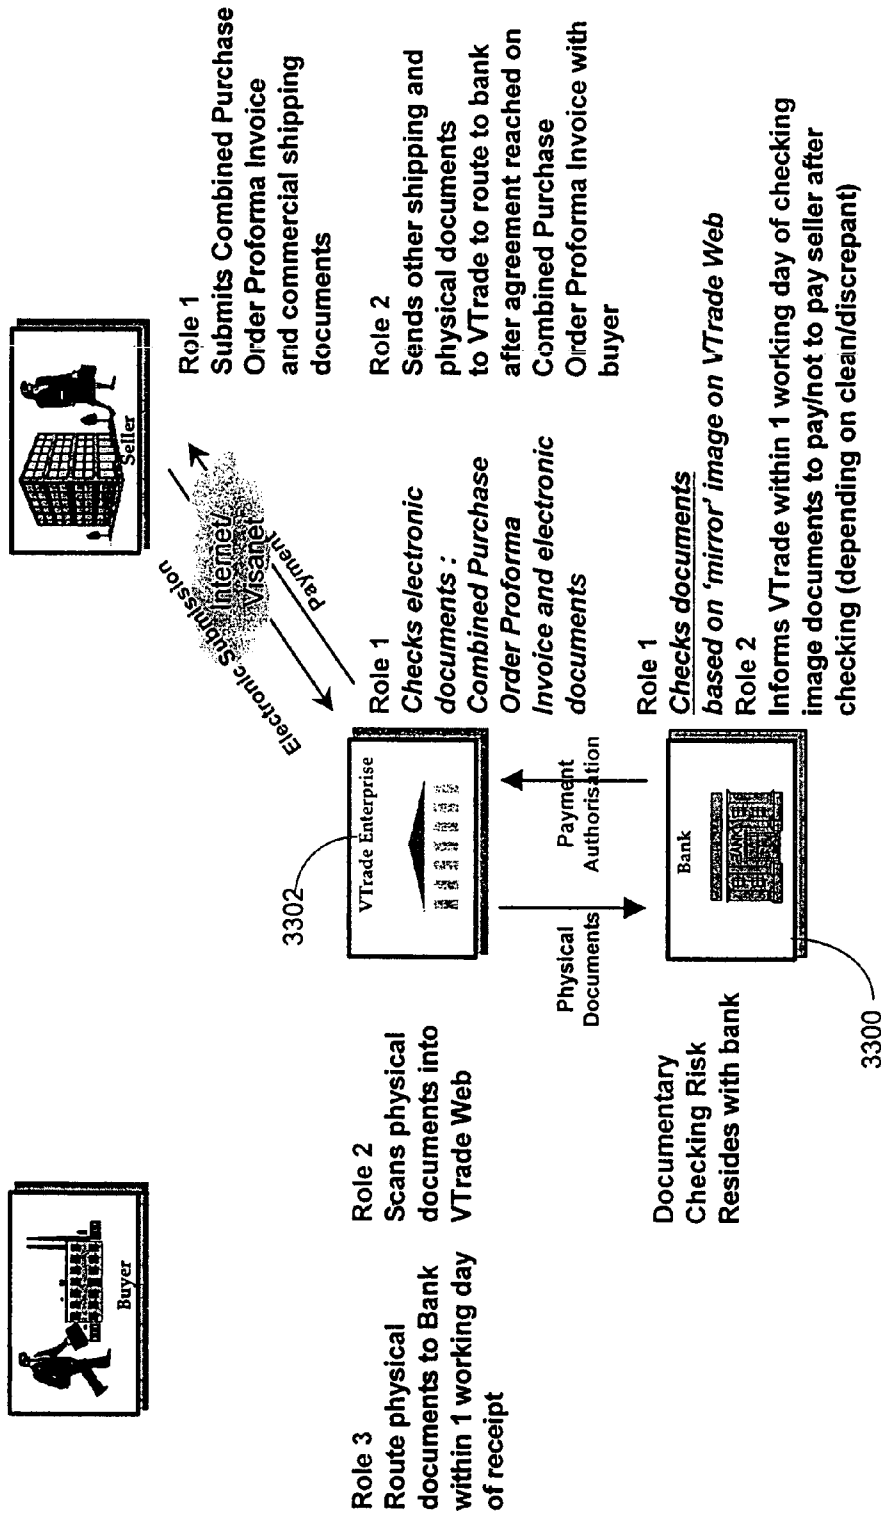 Buyer
Seller
Role 1
Submits Combined Purchase
Order Proforma Invoice
and commercial shipping
documents
Electronic Submission
Internet/
Visanet
Payment
Role 2
Sends other shipping and
physical documents
to VTrade to route to bank
after agreement reached on
Combined Purchase
Order Proforma Invoice with
buyer
3302
VTrade Enterprise
Role 3
Route physical
documents to Bank
within 1 working day
of receipt
Role 2
Scans physical
documents into
VTrade Web
Role 1
Checks electronic
documents :
Combined Purchase
Order Proforma
Invoice and electronic
documents
Physical
Documents
Payment
Authorisation
Documentary
Checking Risk
Resides with bank
Bank
BANK
3300
Role 1
Checks documents
based on 'mirror' image on VTrade Web
Role 2
Informs VTrade within 1 working day of checking
image documents to pay/not to pay seller after
checking (depending on clean/discrepant)